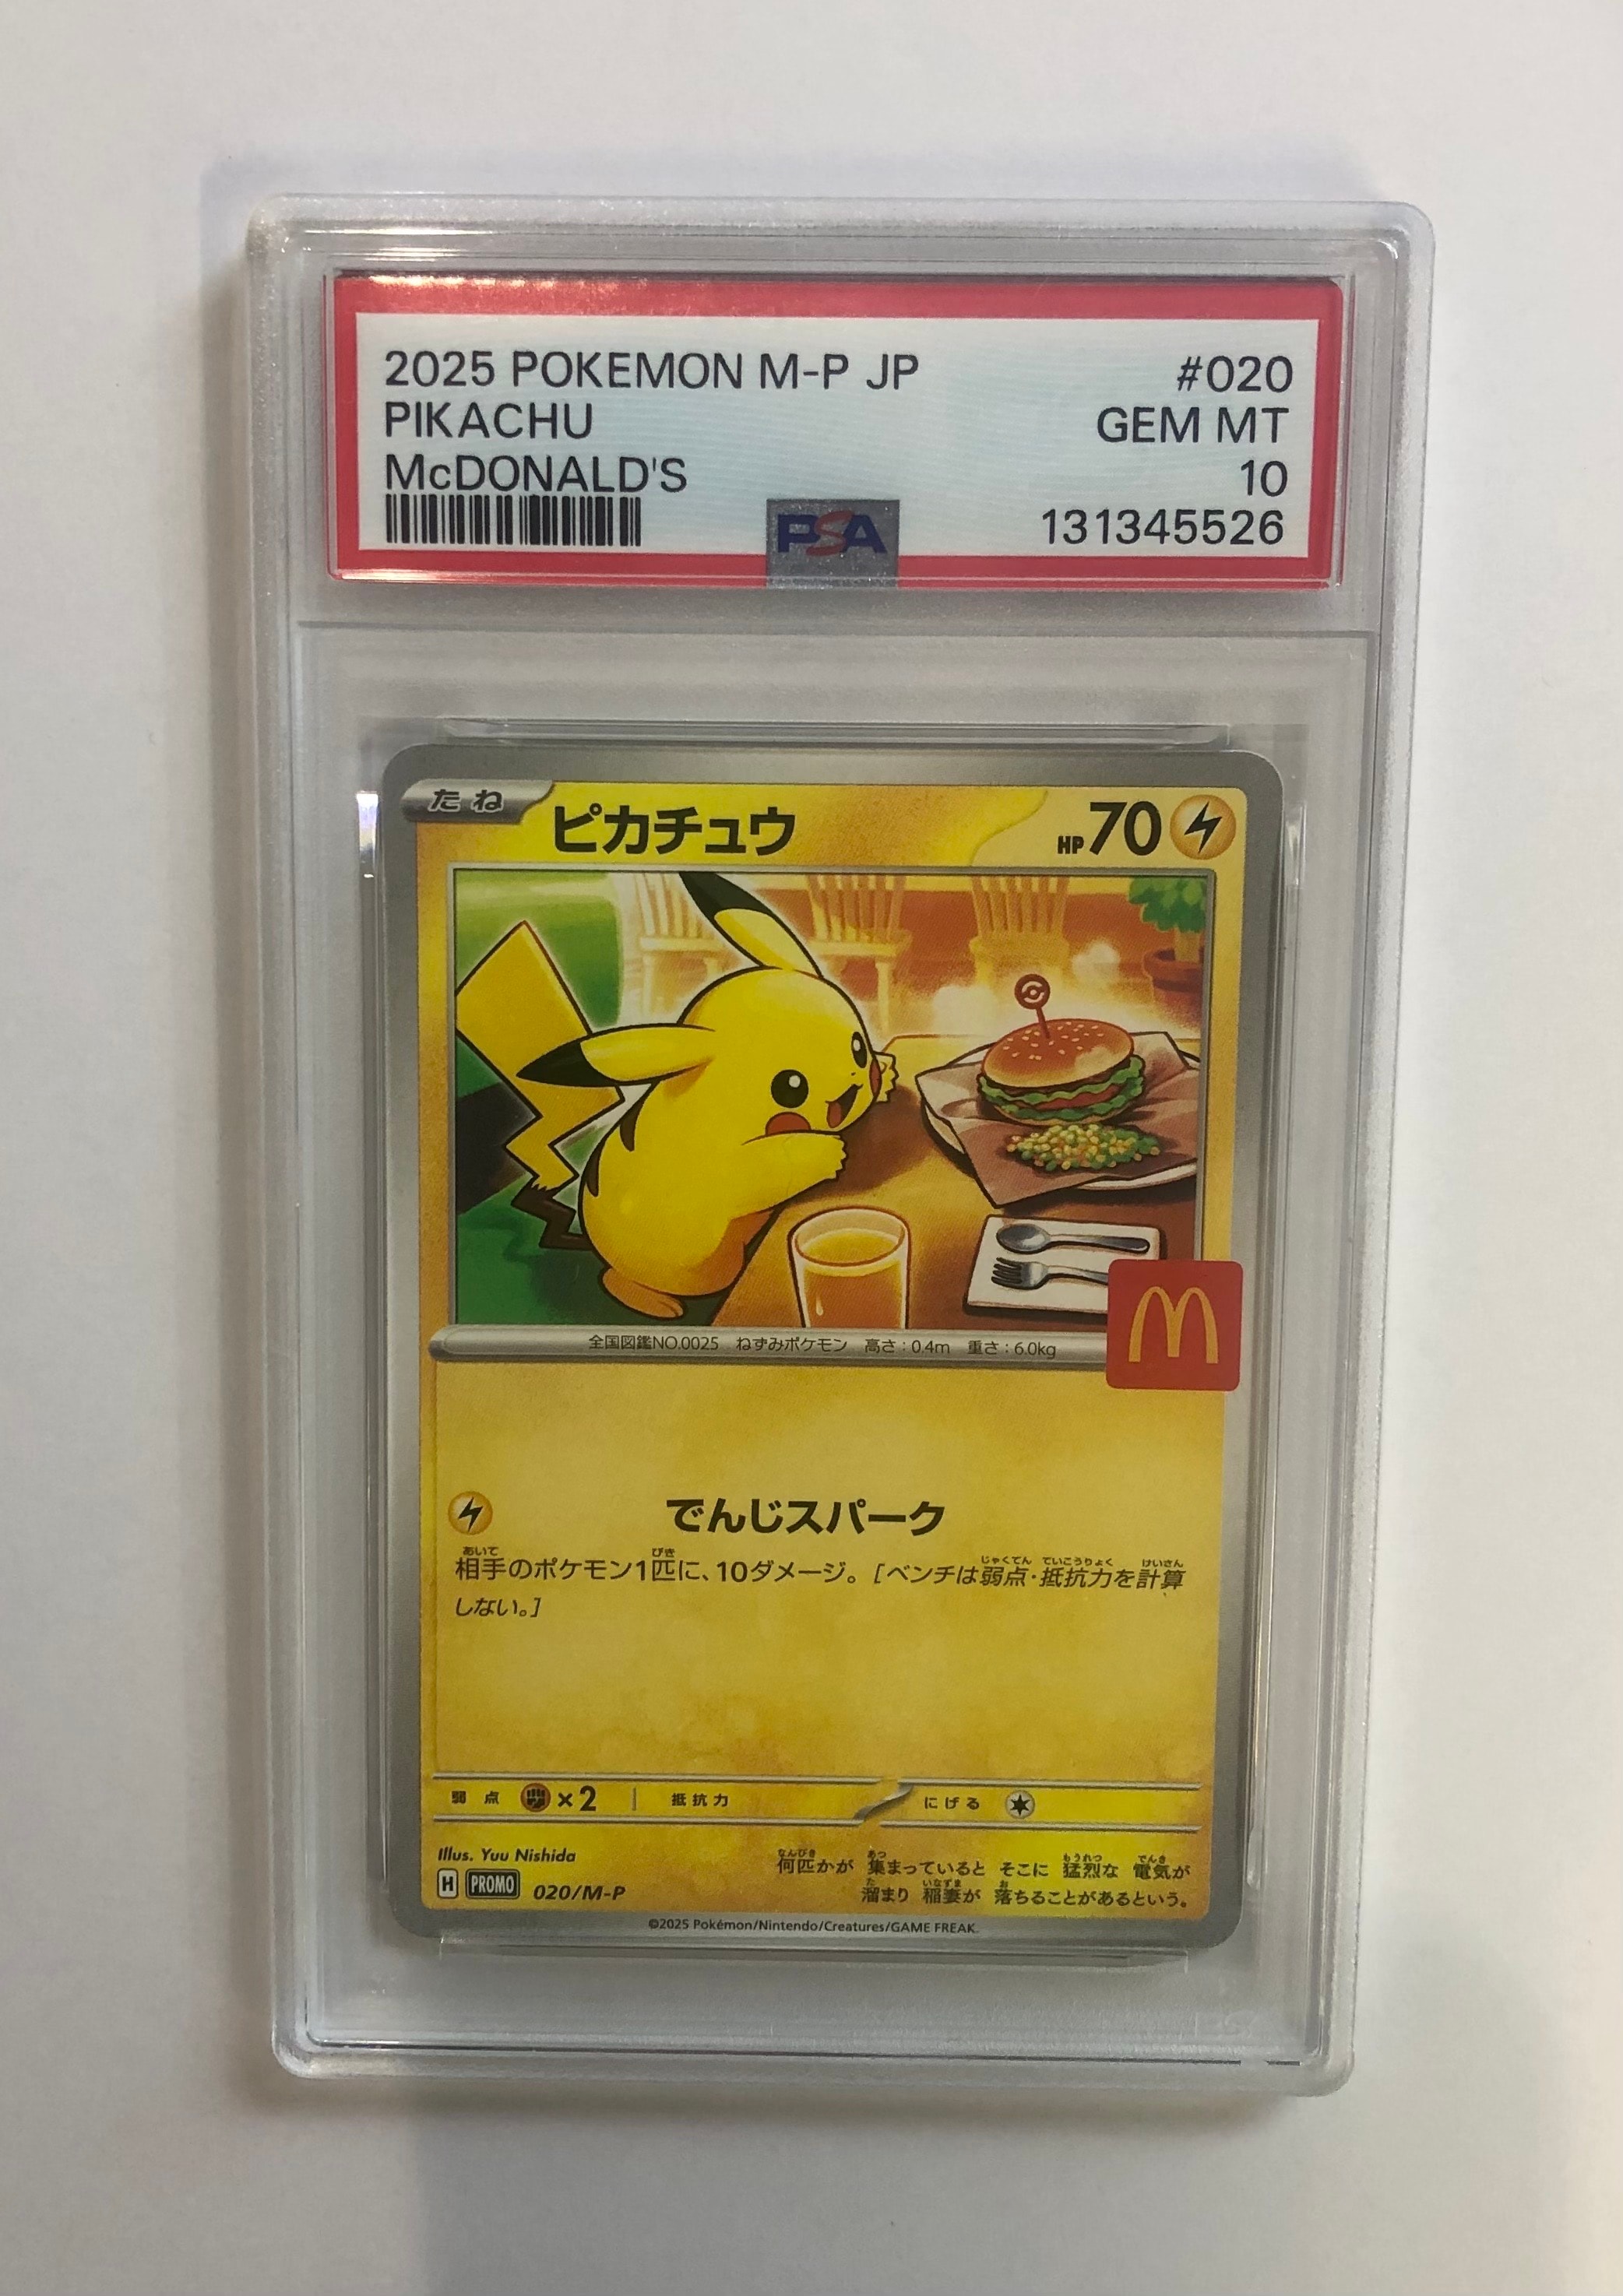 2025 POKEMON M-P JP #020
PIKACHU GEM MT
McDONALD'S 10
PSA 131345526
たね ピカチュウ HP70
全国図鑑NO.0025 ねずみポケモン 高さ：0.4m 重さ：6.0kg
でんじスパーク
相手のポケモン1匹に、10ダメージ。［ベンチは弱点・抵抗力を計算
しない。］
弱点 ×2 抵抗力 にげる
Illus. Yuu Nishida
H PROMO 020/M-P
何匹かが 集まっていると そこに 猛烈な 電気が
溜まり 稲妻が 落ちることがあるという。
©2025 Pokémon/Nintendo/Creatures/GAME FREAK.